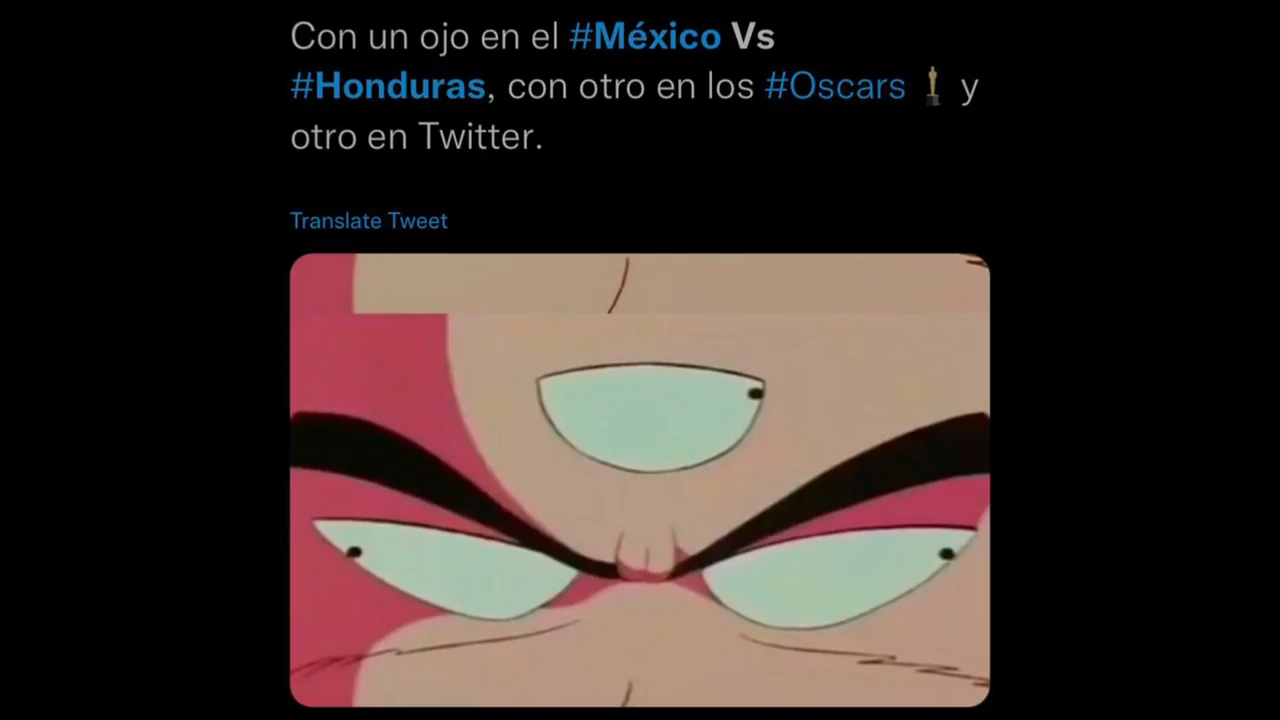 Con un ojo en el #México Vs
#Honduras, con otro en los #Oscars y
otro en Twitter.
Translate Tweet